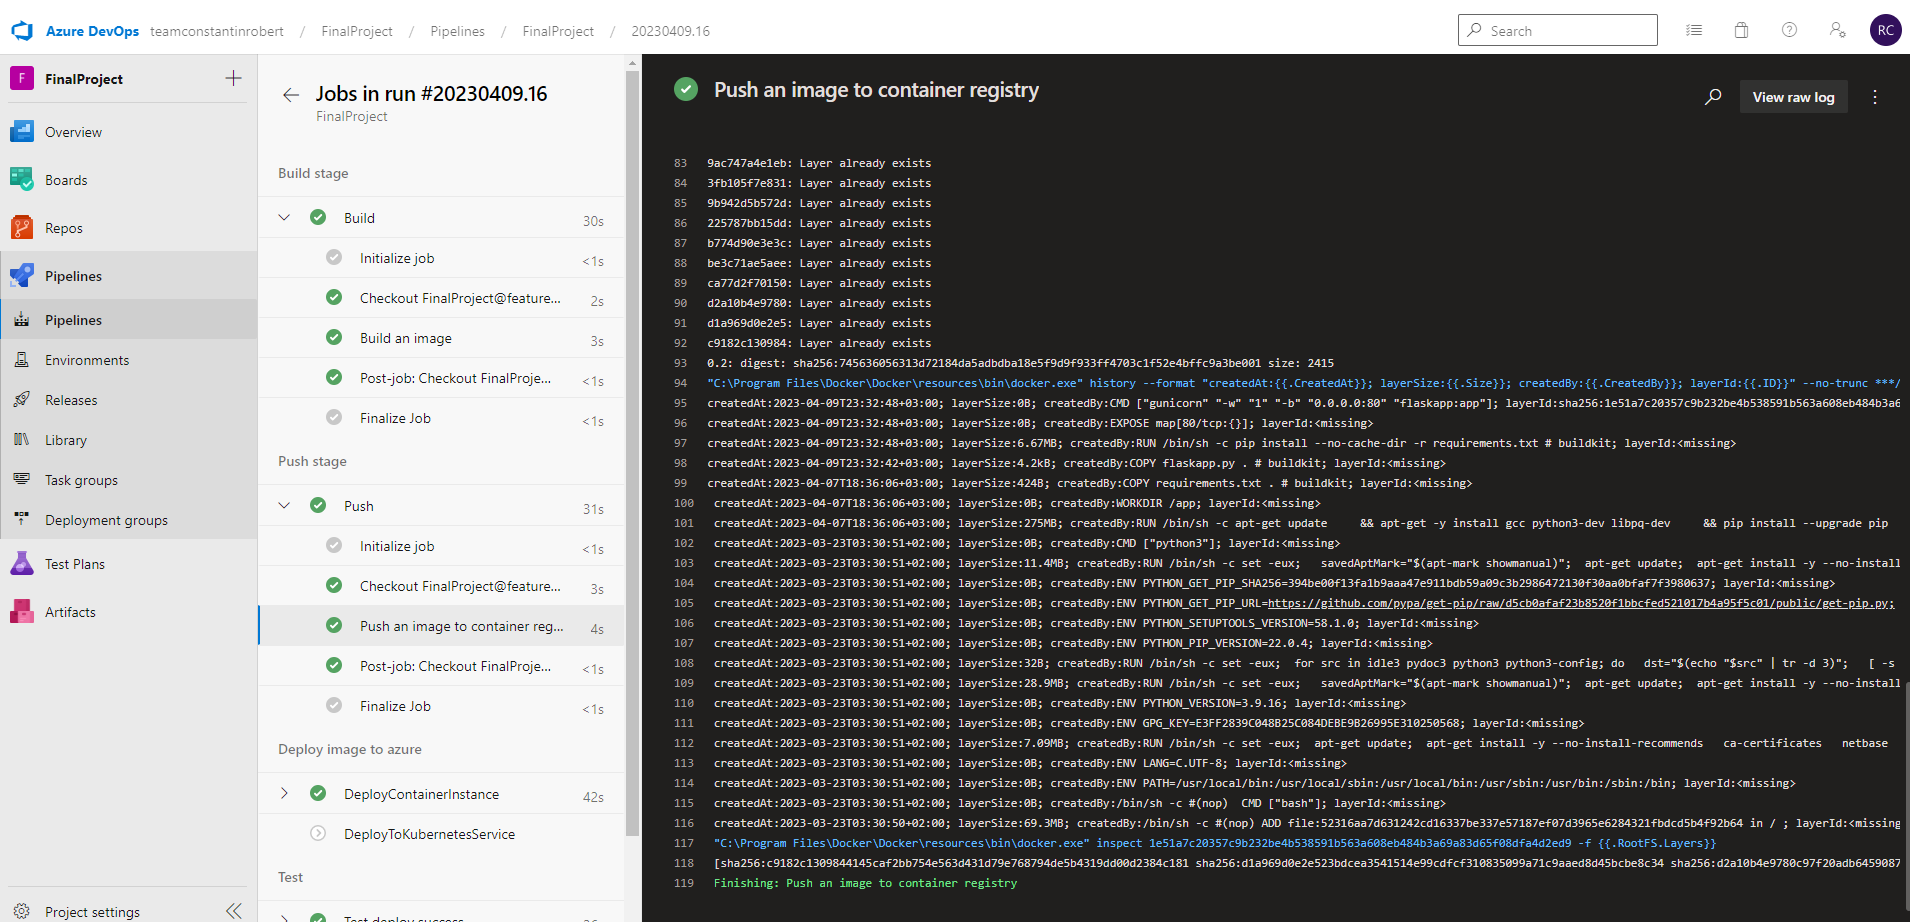 Azure DevOps teamconstantinrobert / FinalProject / Pipelines / FinalProject / 20230409.16
Search
RC
F FinalProject
Overview
Boards
Repos
Pipelines
Pipelines
Environments
Releases
Library
Task groups
Deployment groups
Test Plans
Artifacts
Project settings
Jobs in run #20230409.16
FinalProject
Build stage
Build 30s
Initialize job <1s
Checkout FinalProject@feature... 2s
Build an image 3s
Post-job: Checkout FinalProje... <1s
Finalize Job <1s
Push stage
Push 31s
Initialize job <1s
Checkout FinalProject@feature... 3s
Push an image to container reg... 4s
Post-job: Checkout FinalProje... <1s
Finalize Job <1s
Deploy image to azure
DeployContainerInstance 42s
DeployToKubernetesService
Test
Test deploy success
Push an image to container registry
View raw log
83 9ac747a4e1eb: Layer already exists
84 3fb105f7e831: Layer already exists
85 9b942d5b572d: Layer already exists
86 225787bb15dd: Layer already exists
87 b774d90e3e3c: Layer already exists
88 be3c71ae5aee: Layer already exists
89 ca77d2f70150: Layer already exists
90 d2a10b4e9780: Layer already exists
91 d1a969d0e2e5: Layer already exists
92 c9182c130984: Layer already exists
93 0.2: digest: sha256:745636056313d72184da5adbdba18e5f9d9f933ff4703c1f52e4bffc9a3be001 size: 2415
94 "C:\Program Files\Docker\Docker\resources\bin\docker.exe" history --format "createdAt:{{.CreatedAt}}; layerSize:{{.Size}}; createdBy:{{.CreatedBy}}; layerId:{{.ID}}" --no-trunc ***/
95 createdAt:2023-04-09T23:32:48+03:00; layerSize:0B; createdBy:CMD ["gunicorn" "-w" "1" "-b" "0.0.0.0:80" "flaskapp:app"]; layerId:sha256:1e51a7c20357c9b232be4b538591b563a608eb484b3a6
96 createdAt:2023-04-09T23:32:48+03:00; layerSize:0B; createdBy:EXPOSE map[80/tcp:{}]; layerId:<missing>
97 createdAt:2023-04-09T23:32:48+03:00; layerSize:6.67MB; createdBy:RUN /bin/sh -c pip install --no-cache-dir -r requirements.txt # buildkit; layerId:<missing>
98 createdAt:2023-04-09T23:32:42+03:00; layerSize:4.2kB; createdBy:COPY flaskapp.py . # buildkit; layerId:<missing>
99 createdAt:2023-04-07T18:36:06+03:00; layerSize:424B; createdBy:COPY requirements.txt . # buildkit; layerId:<missing>
100 createdAt:2023-04-07T18:36:06+03:00; layerSize:0B; createdBy:WORKDIR /app; layerId:<missing>
101 createdAt:2023-04-07T18:36:06+03:00; layerSize:275MB; createdBy:RUN /bin/sh -c apt-get update && apt-get -y install gcc python3-dev libpq-dev && pip install --upgrade pip
102 createdAt:2023-03-23T03:30:51+02:00; layerSize:0B; createdBy:CMD ["python3"]; layerId:<missing>
103 createdAt:2023-03-23T03:30:51+02:00; layerSize:11.4MB; createdBy:RUN /bin/sh -c set -eux; savedAptMark="$(apt-mark showmanual)"; apt-get update; apt-get install -y --no-install
104 createdAt:2023-03-23T03:30:51+02:00; layerSize:0B; createdBy:ENV PYTHON_GET_PIP_SHA256=394be00f13fa1b9aaa47e911bdb59a09c3b2986472130f30aa0bfaf7f3980637; layerId:<missing>
105 createdAt:2023-03-23T03:30:51+02:00; layerSize:0B; createdBy:ENV PYTHON_GET_PIP_URL=https://github.com/pypa/get-pip/raw/d5cb0afaf23b8520f1bbcfed521017b4a95f5c01/public/get-pip.py;
106 createdAt:2023-03-23T03:30:51+02:00; layerSize:0B; createdBy:ENV PYTHON_SETUPTOOLS_VERSION=58.1.0; layerId:<missing>
107 createdAt:2023-03-23T03:30:51+02:00; layerSize:0B; createdBy:ENV PYTHON_PIP_VERSION=22.0.4; layerId:<missing>
108 createdAt:2023-03-23T03:30:51+02:00; layerSize:32B; createdBy:RUN /bin/sh -c set -eux; for src in idle3 pydoc3 python3 python3-config; do dst="$(echo "$src" | tr -d 3)"; [ -s
109 createdAt:2023-03-23T03:30:51+02:00; layerSize:28.9MB; createdBy:RUN /bin/sh -c set -eux; savedAptMark="$(apt-mark showmanual)"; apt-get update; apt-get install -y --no-install
110 createdAt:2023-03-23T03:30:51+02:00; layerSize:0B; createdBy:ENV PYTHON_VERSION=3.9.16; layerId:<missing>
111 createdAt:2023-03-23T03:30:51+02:00; layerSize:0B; createdBy:ENV GPG_KEY=E3FF2839C048B25C084DEBE9B26995E310250568; layerId:<missing>
112 createdAt:2023-03-23T03:30:51+02:00; layerSize:7.09MB; createdBy:RUN /bin/sh -c set -eux; apt-get update; apt-get install -y --no-install-recommends ca-certificates netbase
113 createdAt:2023-03-23T03:30:51+02:00; layerSize:0B; createdBy:ENV LANG=C.UTF-8; layerId:<missing>
114 createdAt:2023-03-23T03:30:51+02:00; layerSize:0B; createdBy:ENV PATH=/usr/local/bin:/usr/local/sbin:/usr/local/bin:/usr/sbin:/usr/bin:/sbin:/bin; layerId:<missing>
115 createdAt:2023-03-23T03:30:51+02:00; layerSize:0B; createdBy:/bin/sh -c #(nop) CMD ["bash"]; layerId:<missing>
116 createdAt:2023-03-23T03:30:50+02:00; layerSize:69.3MB; createdBy:/bin/sh -c #(nop) ADD file:52316aa7d631242cd16337be337e57187ef07d3965e6284321fbdcd5b4f92b64 in / ; layerId:<missing
117 "C:\Program Files\Docker\Docker\resources\bin\docker.exe" inspect 1e51a7c20357c9b232be4b538591b563a608eb484b3a69a83d65f08dfa4d2ed9 -f {{.RootFS.Layers}}
118 [sha256:c9182c1309844145caf2bb754e563d431d79e768794de5b4319dd00d2384c181 sha256:d1a969d0e2e523bdcea3541514e99cdfcf310835099a71c9aaed8d45bcbe8c34 sha256:d2a10b4e9780c97f20adb6459087
119 Finishing: Push an image to container registry